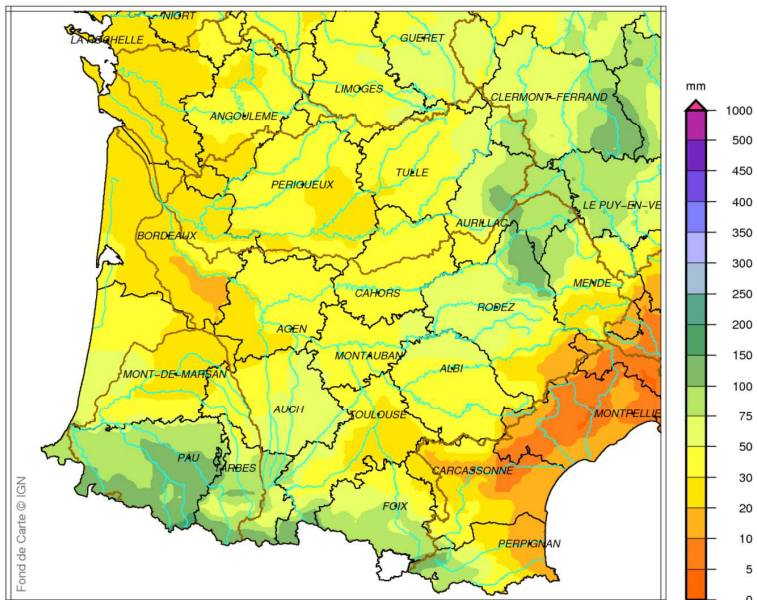 NIORT
LA ROCHELLE
GUERET
mm
LIMOGES
CLERMONT-FERRAND
ANGOULEME
1000
500
450
400
350
300
250
200
150
100
75
50
30
20
10
5
0
PERIGUEUX
TULLE
LE PUY-EN-VE
AURILLAC
BORDEAUX
CAHORS
MENDE
RODEZ
AGEN
MONTAUBAN
ALBI
MONT-DE-MARSAN
AUCH
TOULOUSE
MONTPELLIE
PAU
TARBES
CARCASSONNE
FOIX
PERPIGNAN
Fond de Carte © IGN